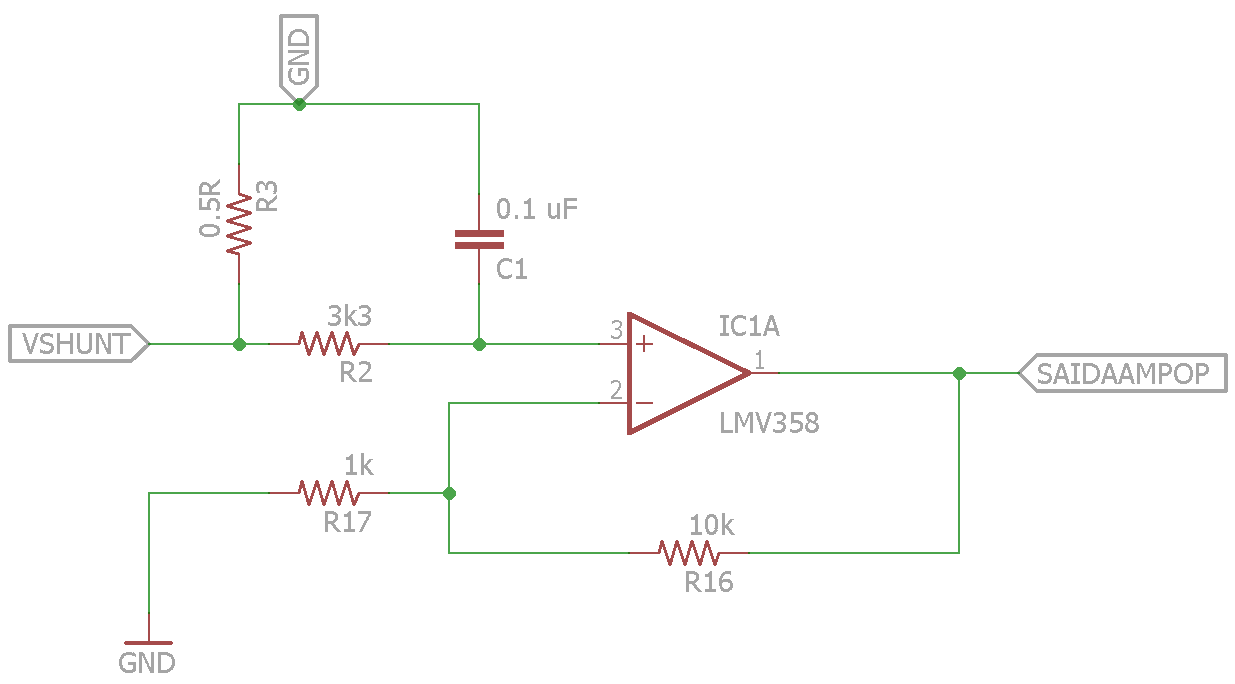 GND
0.5R
R3
0.1 uF
C1
VSHUNT
3k3
R2
3
+
2
−
IC1A
1
LMV358
SAIDAAMPOP
1k
R17
10k
R16
GND